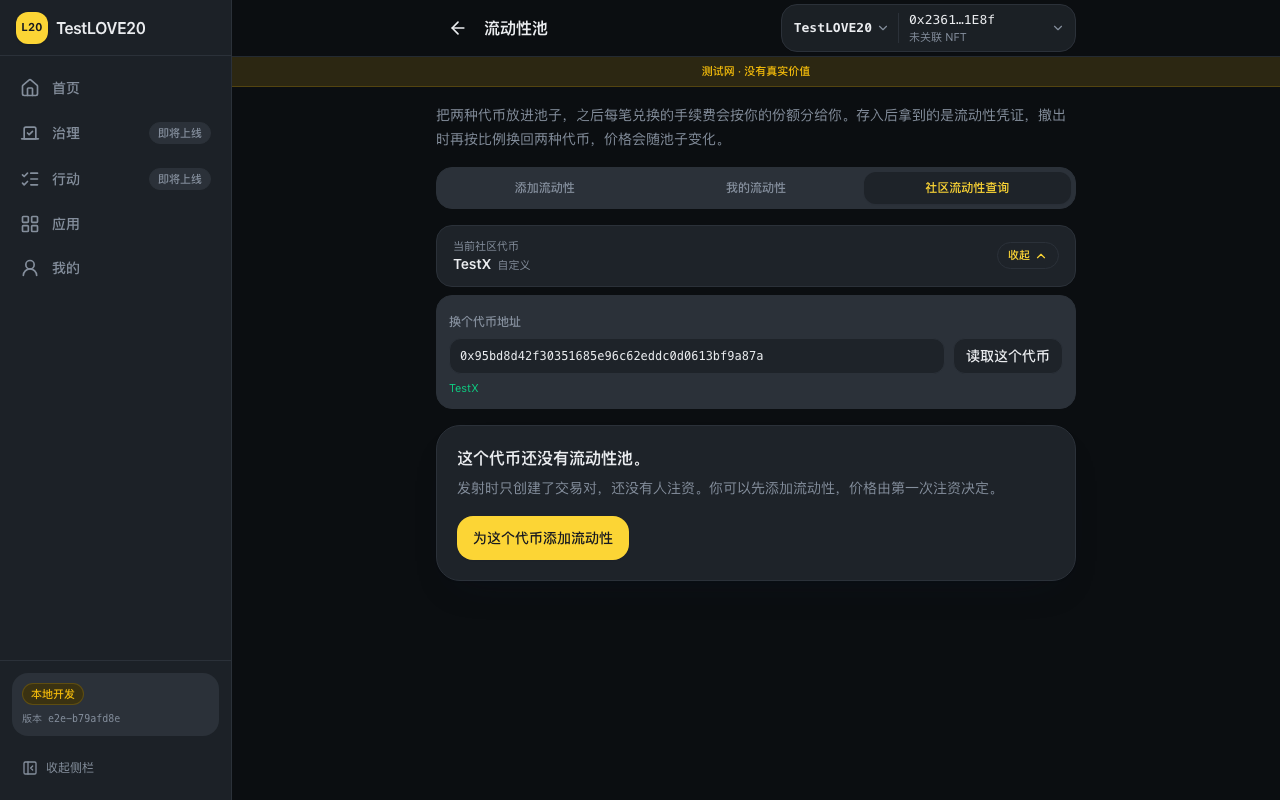 L20 TestLOVE20
首页
治理 即将上线
行动 即将上线
应用
我的
本地开发
版本 e2e-b79afd8e
收起侧栏
流动性池
TestLOVE20
0x2361…1E8f
未关联 NFT
测试网 · 没有真实价值
把两种代币放进池子，之后每笔兑换的手续费会按你的份额分给你。存入后拿到的是流动性凭证，撤出
时再按比例换回两种代币，价格会随池子变化。
添加流动性 我的流动性 社区流动性查询
当前社区代币
TestX 自定义
收起
换个代币地址
0x95bd8d42f30351685e96c62eddc0d0613bf9a87a 读取这个代币
TestX
这个代币还没有流动性池。
发射时只创建了交易对，还没有人注资。你可以先添加流动性，价格由第一次注资决定。
为这个代币添加流动性